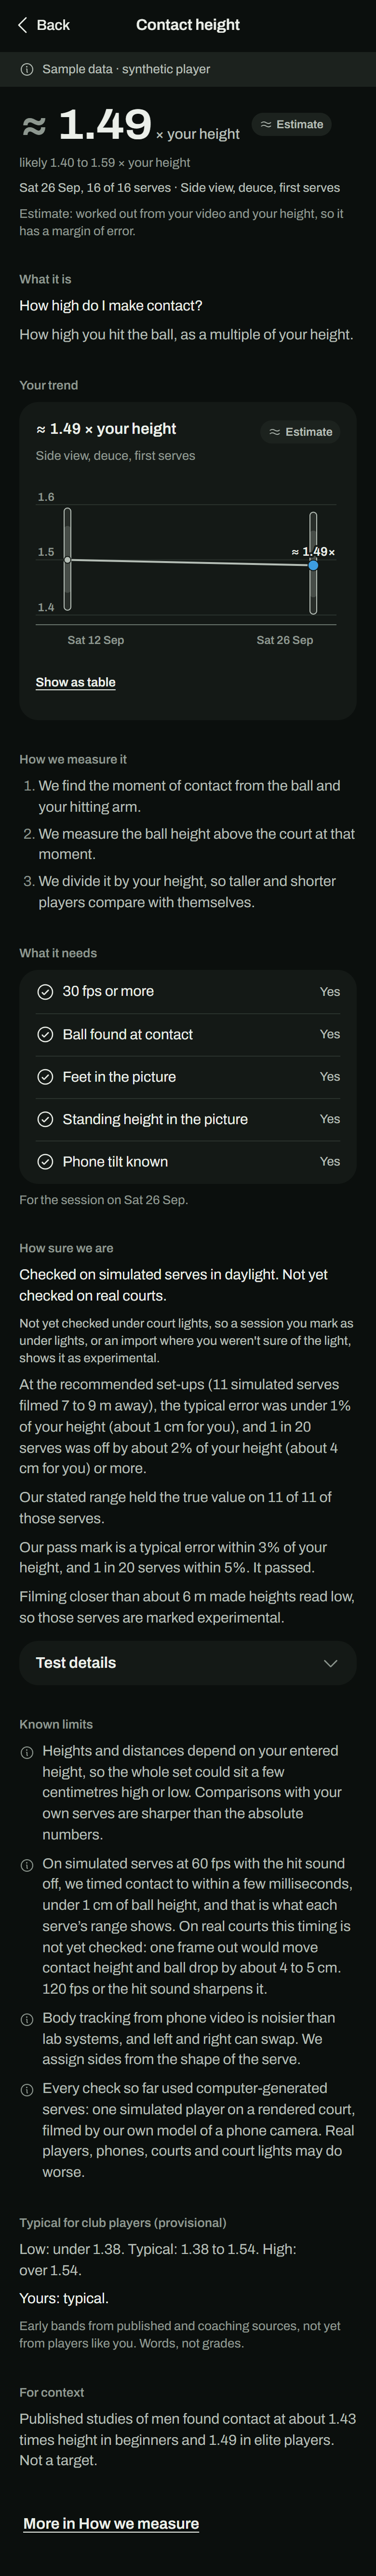 Back
Contact height
Sample data · synthetic player
≈ 1.49 × your height
≈ Estimate
likely 1.40 to 1.59 × your height
Sat 26 Sep, 16 of 16 serves · Side view, deuce, first serves
Estimate: worked out from your video and your height, so it
has a margin of error.
What it is
How high do I make contact?
How high you hit the ball, as a multiple of your height.
Your trend
≈ 1.49 × your height
≈ Estimate
Side view, deuce, first serves
1.6
1.5
≈ 1.49×
1.4
Sat 12 Sep
Sat 26 Sep
Show as table
How we measure it
1. We find the moment of contact from the ball and
your hitting arm.
2. We measure the ball height above the court at that
moment.
3. We divide it by your height, so taller and shorter
players compare with themselves.
What it needs
30 fps or more Yes
Ball found at contact Yes
Feet in the picture Yes
Standing height in the picture Yes
Phone tilt known Yes
For the session on Sat 26 Sep.
How sure we are
Checked on simulated serves in daylight. Not yet
checked on real courts.
Not yet checked under court lights, so a session you mark as
under lights, or an import where you weren't sure of the light,
shows it as experimental.
At the recommended set-ups (11 simulated serves
filmed 7 to 9 m away), the typical error was under 1%
of your height (about 1 cm for you), and 1 in 20
serves was off by about 2% of your height (about 4
cm for you) or more.
Our stated range held the true value on 11 of 11 of
those serves.
Our pass mark is a typical error within 3% of your
height, and 1 in 20 serves within 5%. It passed.
Filming closer than about 6 m made heights read low,
so those serves are marked experimental.
Test details
Known limits
Heights and distances depend on your entered
height, so the whole set could sit a few
centimetres high or low. Comparisons with your
own serves are sharper than the absolute
numbers.
On simulated serves at 60 fps with the hit sound
off, we timed contact to within a few milliseconds,
under 1 cm of ball height, and that is what each
serve's range shows. On real courts this timing is
not yet checked: one frame out would move
contact height and ball drop by about 4 to 5 cm.
120 fps or the hit sound sharpens it.
Body tracking from phone video is noisier than
lab systems, and left and right can swap. We
assign sides from the shape of the serve.
Every check so far used computer-generated
serves: one simulated player on a rendered court,
filmed by our own model of a phone camera. Real
players, phones, courts and court lights may do
worse.
Typical for club players (provisional)
Low: under 1.38. Typical: 1.38 to 1.54. High:
over 1.54.
Yours: typical.
Early bands from published and coaching sources, not yet
from players like you. Words, not grades.
For context
Published studies of men found contact at about 1.43
times height in beginners and 1.49 in elite players.
Not a target.
More in How we measure